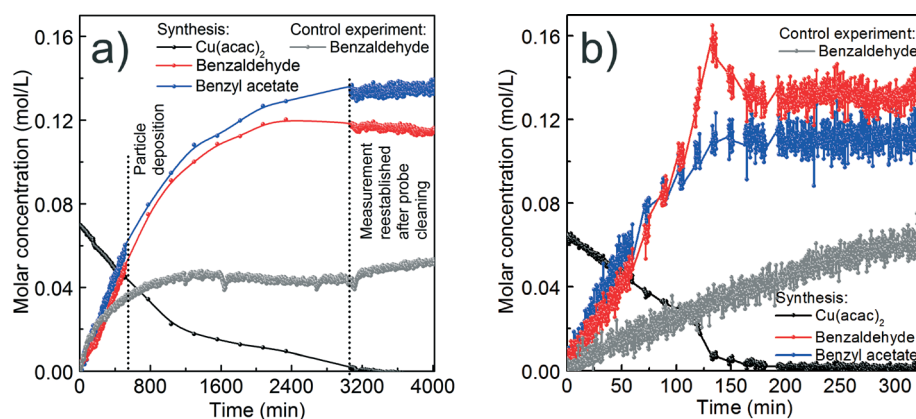 a)
Synthesis:
Cu(acac)2
Benzaldehyde
Benzyl acetate
Control experiment:
Benzaldehyde
Particle
deposition
Measurement
reestablished
after probe
cleaning
0.16
0.12
0.08
0.04
0.00
Molar concentration (mol/L)
0 800 1600 2400 3200 4000
Time (min)
b)
Control experiment:
Benzaldehyde
Synthesis:
Cu(acac)2
Benzaldehyde
Benzyl acetate
0.16
0.12
0.08
0.04
0.00
Molar concentration (mol/L)
0 50 100 150 200 250 300
Time (min)